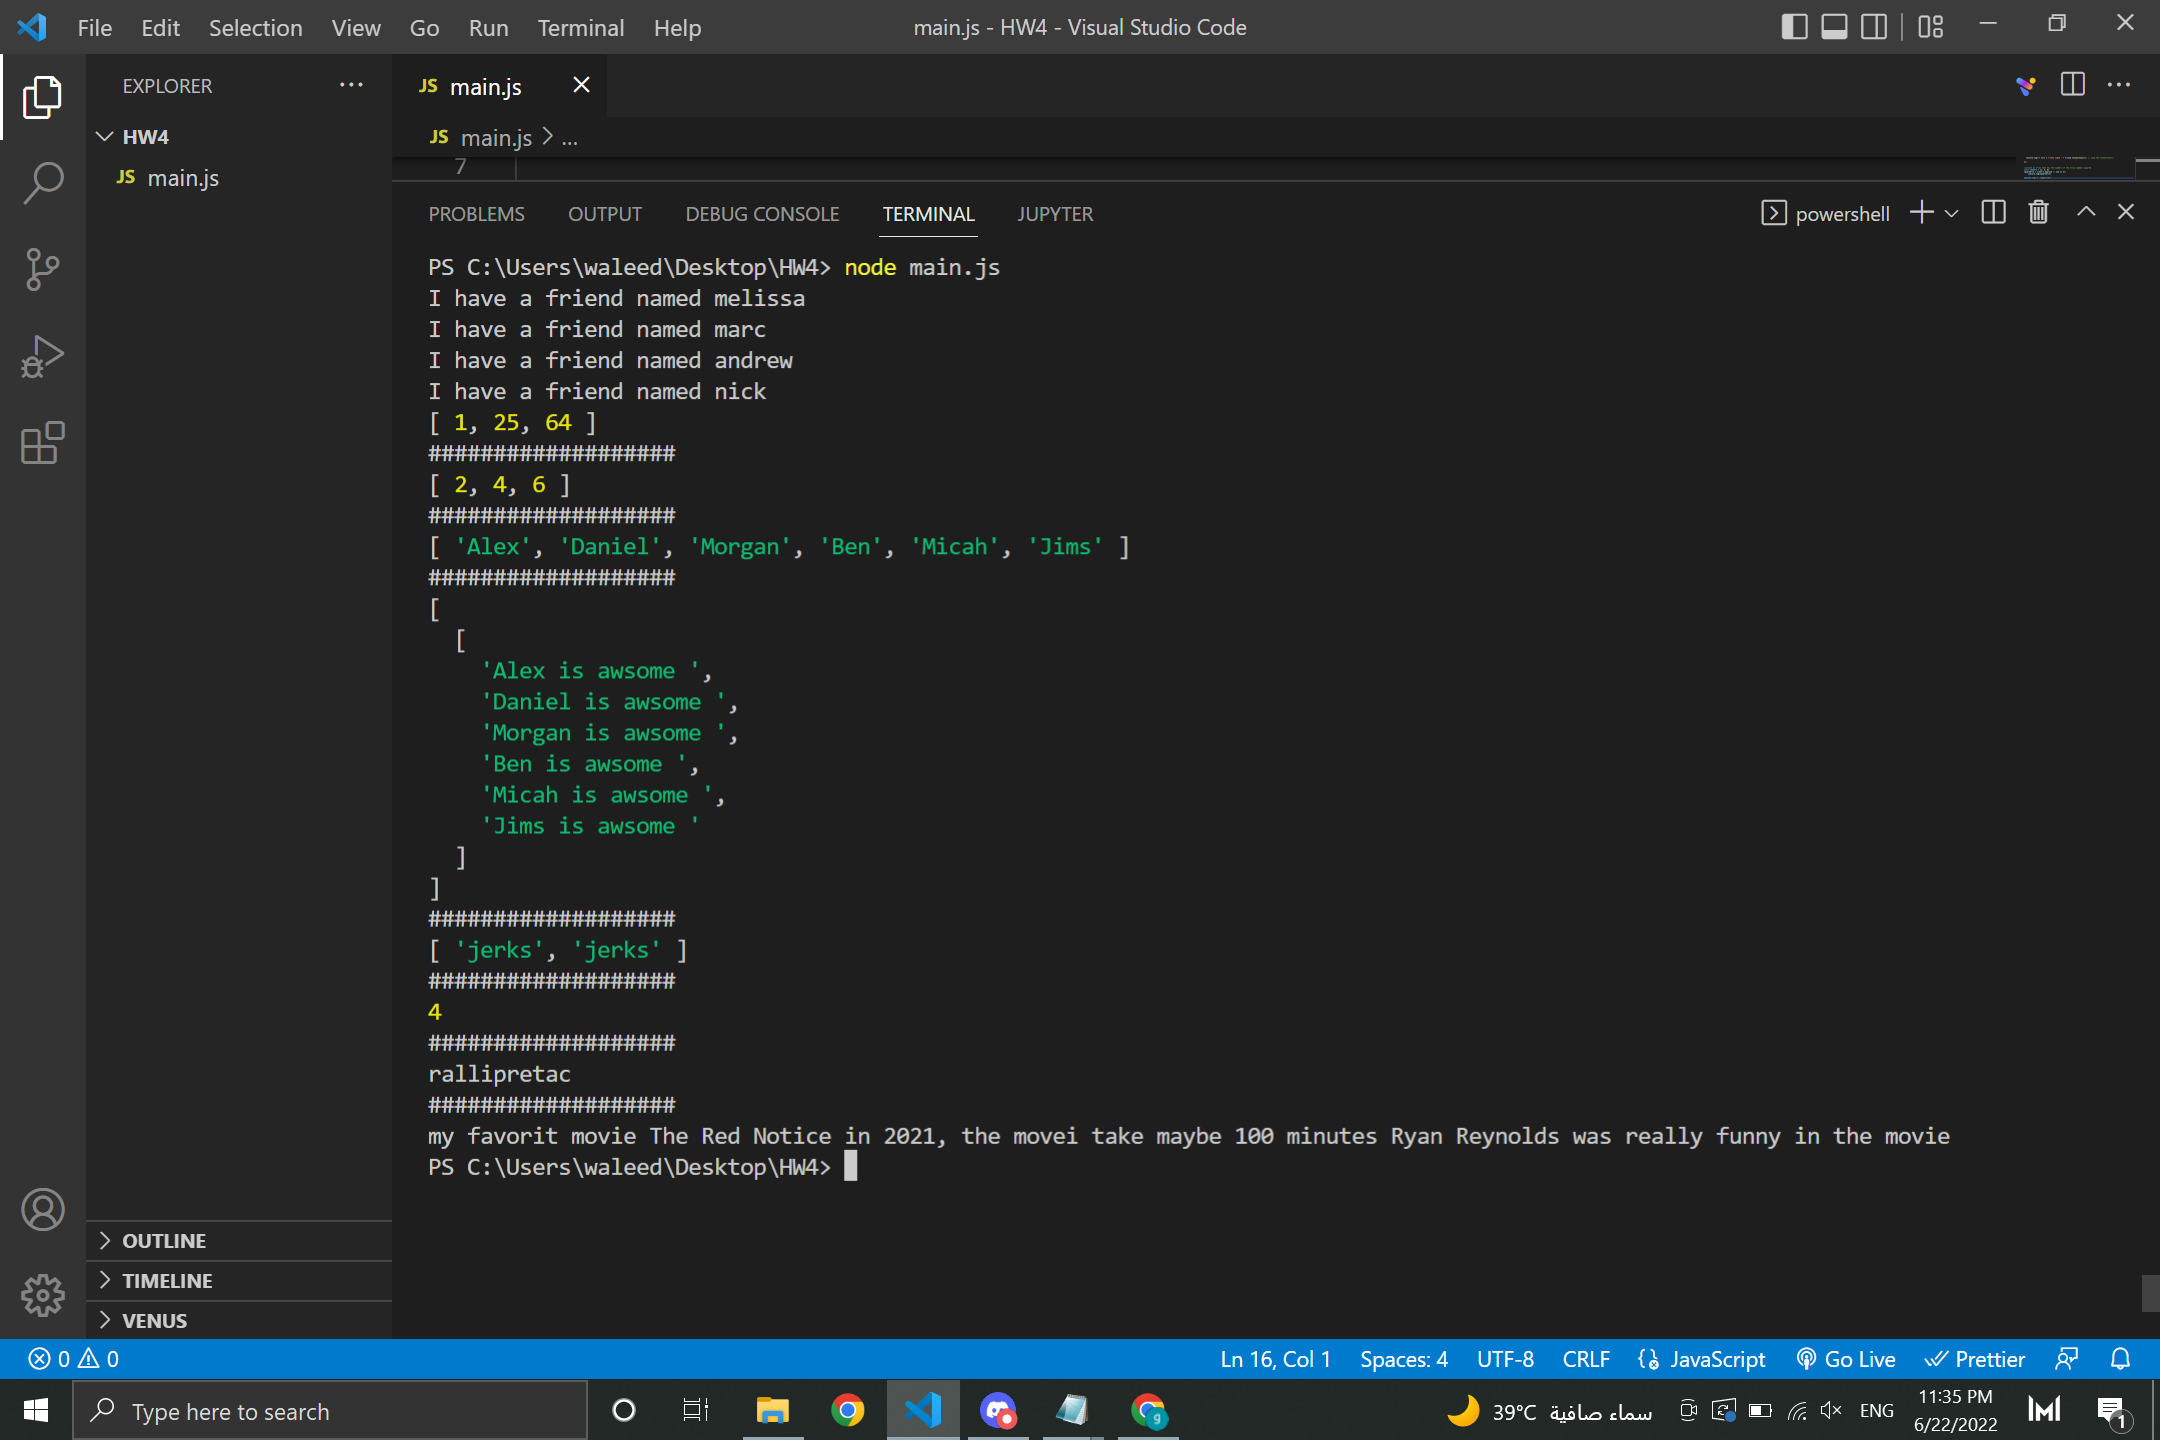 File Edit Selection View Go Run Terminal Help
main.js - HW4 - Visual Studio Code
EXPLORER
HW4
JS main.js
JS main.js
JS main.js > ...
7
PROBLEMS OUTPUT DEBUG CONSOLE TERMINAL JUPYTER
powershell
PS C:\Users\waleed\Desktop\HW4> node main.js
I have a friend named melissa
I have a friend named marc
I have a friend named andrew
I have a friend named nick
[ 1, 25, 64 ]
###################
[ 2, 4, 6 ]
###################
[ 'Alex', 'Daniel', 'Morgan', 'Ben', 'Micah', 'Jims' ]
###################
[
[
'Alex is awsome ',
'Daniel is awsome ',
'Morgan is awsome ',
'Ben is awsome ',
'Micah is awsome ',
'Jims is awsome '
]
]
###################
[ 'jerks', 'jerks' ]
###################
4
###################
rallipretac
###################
my favorit movie The Red Notice in 2021, the movei take maybe 100 minutes Ryan Reynolds was really funny in the movie
PS C:\Users\waleed\Desktop\HW4>
OUTLINE
TIMELINE
VENUS
0 0
Ln 16, Col 1 Spaces: 4 UTF-8 CRLF JavaScript Go Live Prettier
Type here to search
39°C سماء صافية
ENG
11:35 PM
6/22/2022
1